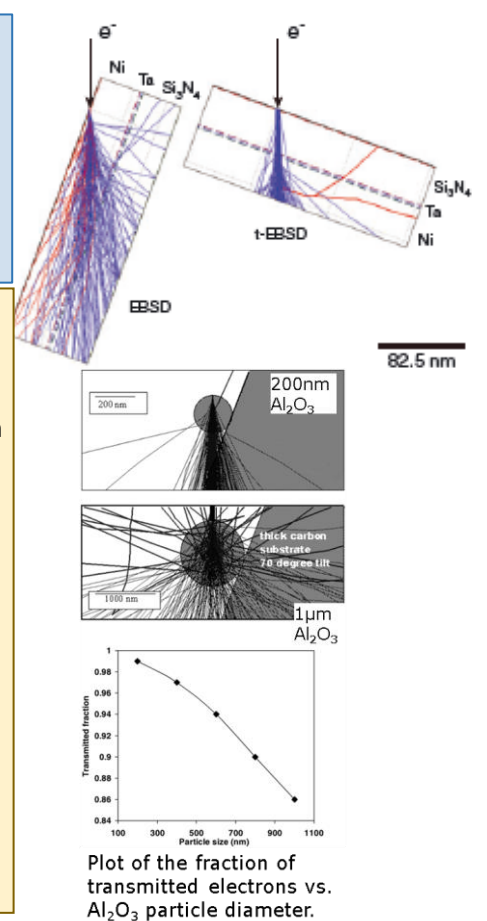 e⁻
e⁻
Ni
Ta
Si₃N₄
Si₃N₄
Ta
Ni
t-EBSD
EBSD
82.5 nm
200 nm
200nm
Al₂O₃
thick carbon
substrate
70 degree tilt
1000 nm
1µm
Al₂O₃
1
0.98
0.96
0.94
0.92
0.9
0.88
0.86
0.84
Transmitted fraction
100 300 500 700 900 1100
Particle size (nm)
Plot of the fraction of
transmitted electrons vs.
Al₂O₃ particle diameter.